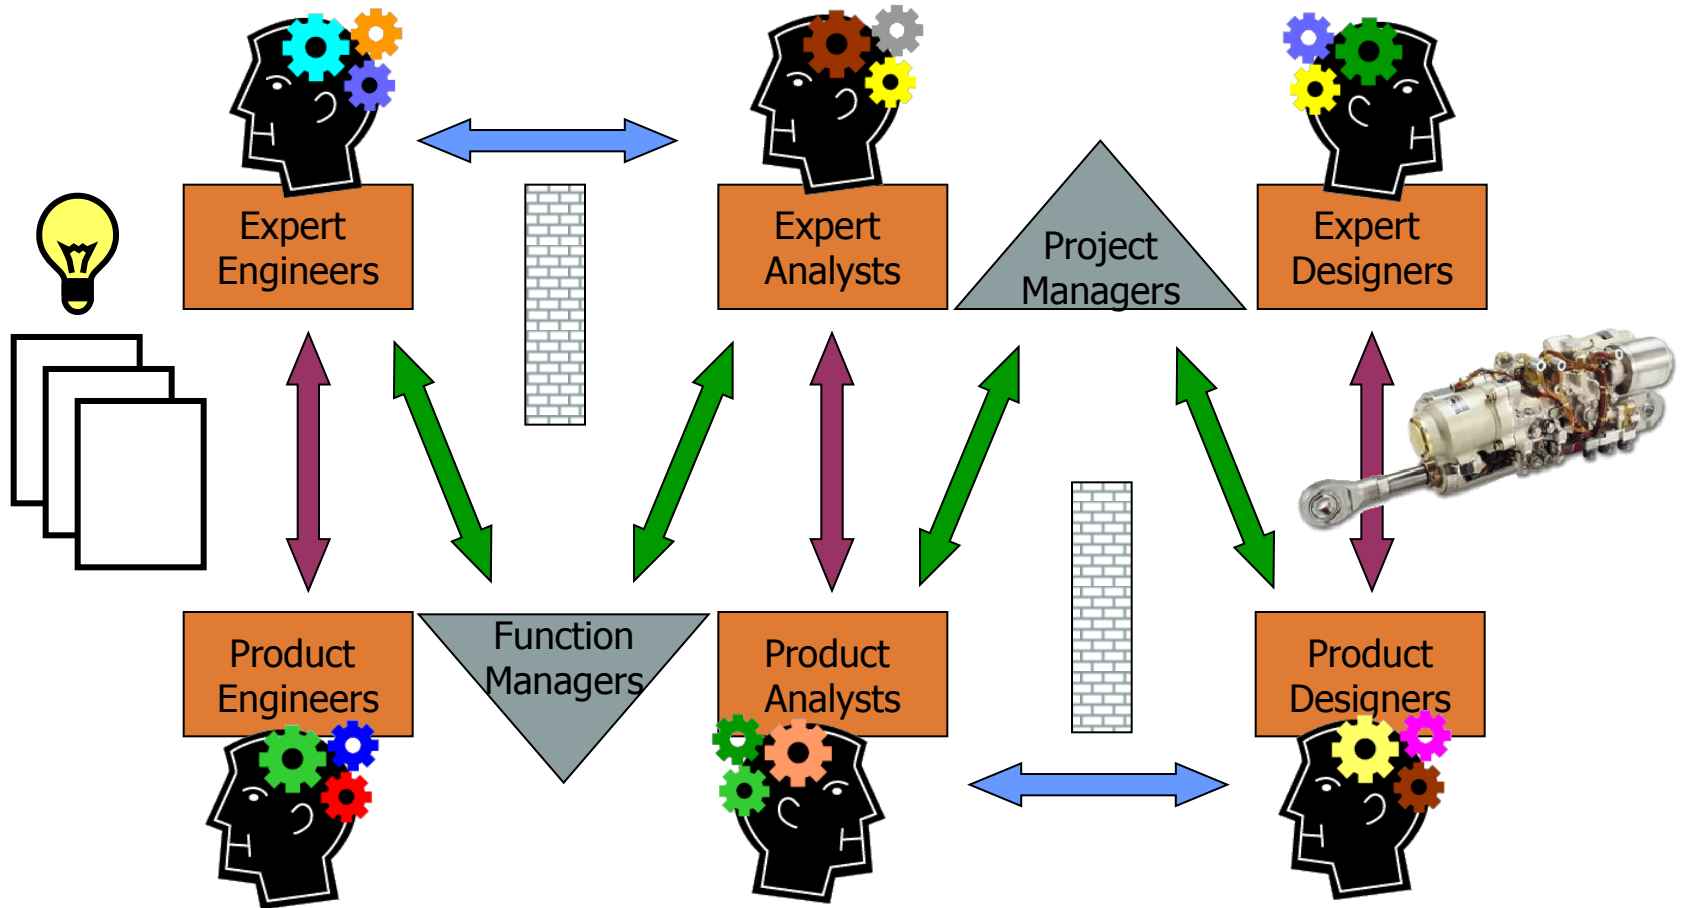 Expert
Engineers
Expert
Analysts
Project
Managers
Expert
Designers
Product
Engineers
Function
Managers
Product
Analysts
Product
Designers